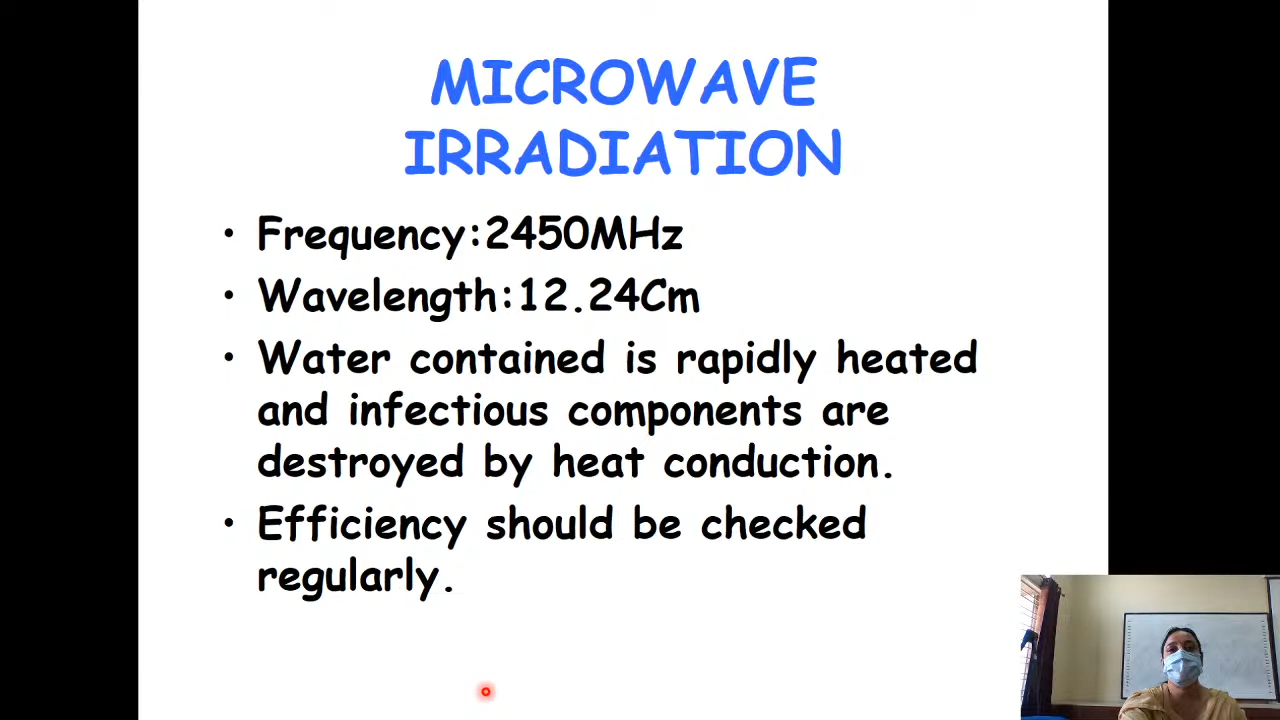 MICROWAVE
IRRADIATION
• Frequency:2450MHz
• Wavelength:12.24Cm
• Water contained is rapidly heated
and infectious components are
destroyed by heat conduction.
• Efficiency should be checked
regularly.